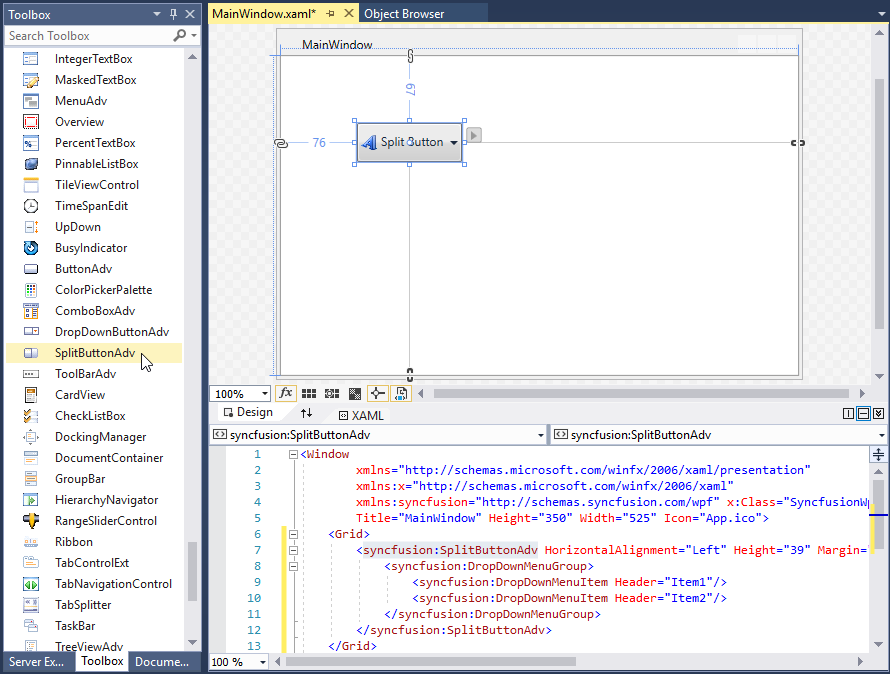 Toolbox
Search Toolbox
IntegerTextBox
MaskedTextBox
MenuAdv
Overview
PercentTextBox
PinnableListBox
TileViewControl
TimeSpanEdit
UpDown
BusyIndicator
ButtonAdv
ColorPickerPalette
ComboBoxAdv
DropDownButtonAdv
SplitButtonAdv
ToolBarAdv
CardView
CheckListBox
DockingManager
DocumentContainer
GroupBar
HierarchyNavigator
RangeSliderControl
Ribbon
TabControlExt
TabNavigationControl
TabSplitter
TaskBar
TreeViewAdv
Server Ex... Toolbox Docume...
MainWindow.xaml* Object Browser
MainWindow
67
76
Split Button
100% fx
Design XAML
syncfusion:SplitButtonAdv syncfusion:SplitButtonAdv
1 <Window
2 xmlns="http://schemas.microsoft.com/winfx/2006/xaml/presentation"
3 xmlns:x="http://schemas.microsoft.com/winfx/2006/xaml"
4 xmlns:syncfusion="http://schemas.syncfusion.com/wpf" x:Class="SyncfusionW
5 Title="MainWindow" Height="350" Width="525" Icon="App.ico">
6 <Grid>
7 <syncfusion:SplitButtonAdv HorizontalAlignment="Left" Height="39" Margin=
8 <syncfusion:DropDownMenuGroup>
9 <syncfusion:DropDownMenuItem Header="Item1"/>
10 <syncfusion:DropDownMenuItem Header="Item2"/>
11 </syncfusion:DropDownMenuGroup>
12 </syncfusion:SplitButtonAdv>
13 </Grid>
100 %